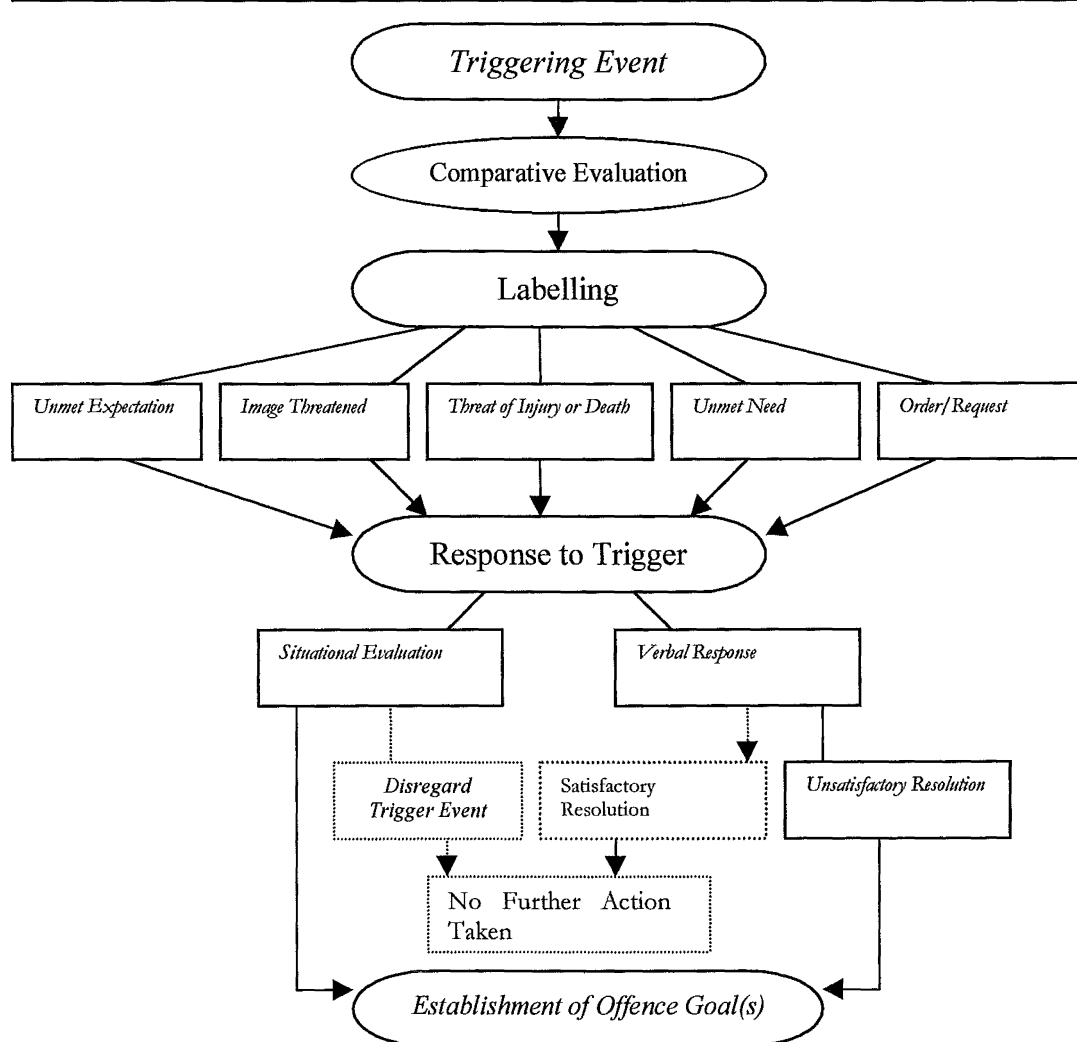 Triggering Event
Comparative Evaluation
Labelling
Unmet Expectation
Image Threatened
Threat of Injury or Death
Unmet Need
Order/Request
Response to Trigger
Situational Evaluation
Verbal Response
Disregard
Trigger Event
Satisfactory
Resolution
Unsatisfactory Resolution
No Further Action
Taken
Establishment of Offence Goal(s)